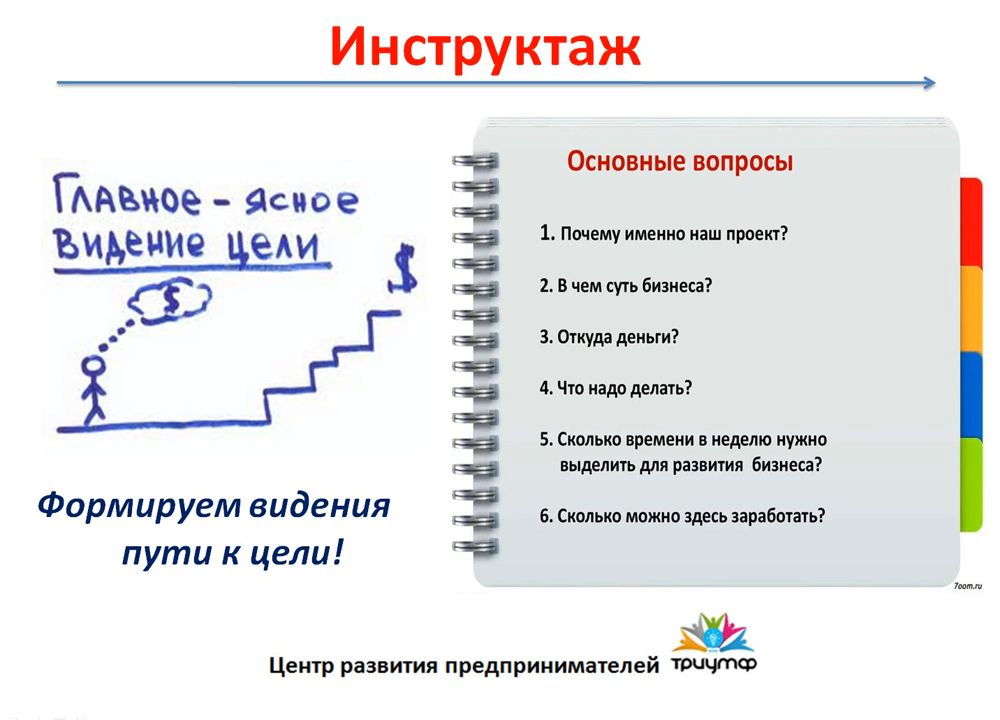 Инструктаж
Главное - ясное
видение цели
$
$
Формируем видения
пути к цели!
Основные вопросы
1. Почему именно наш проект?
2. В чем суть бизнеса?
3. Откуда деньги?
4. Что надо делать?
5. Сколько времени в неделю нужно
выделить для развития бизнеса?
6. Сколько можно здесь заработать?
7oom.ru
Центр развития предпринимателей
триумф